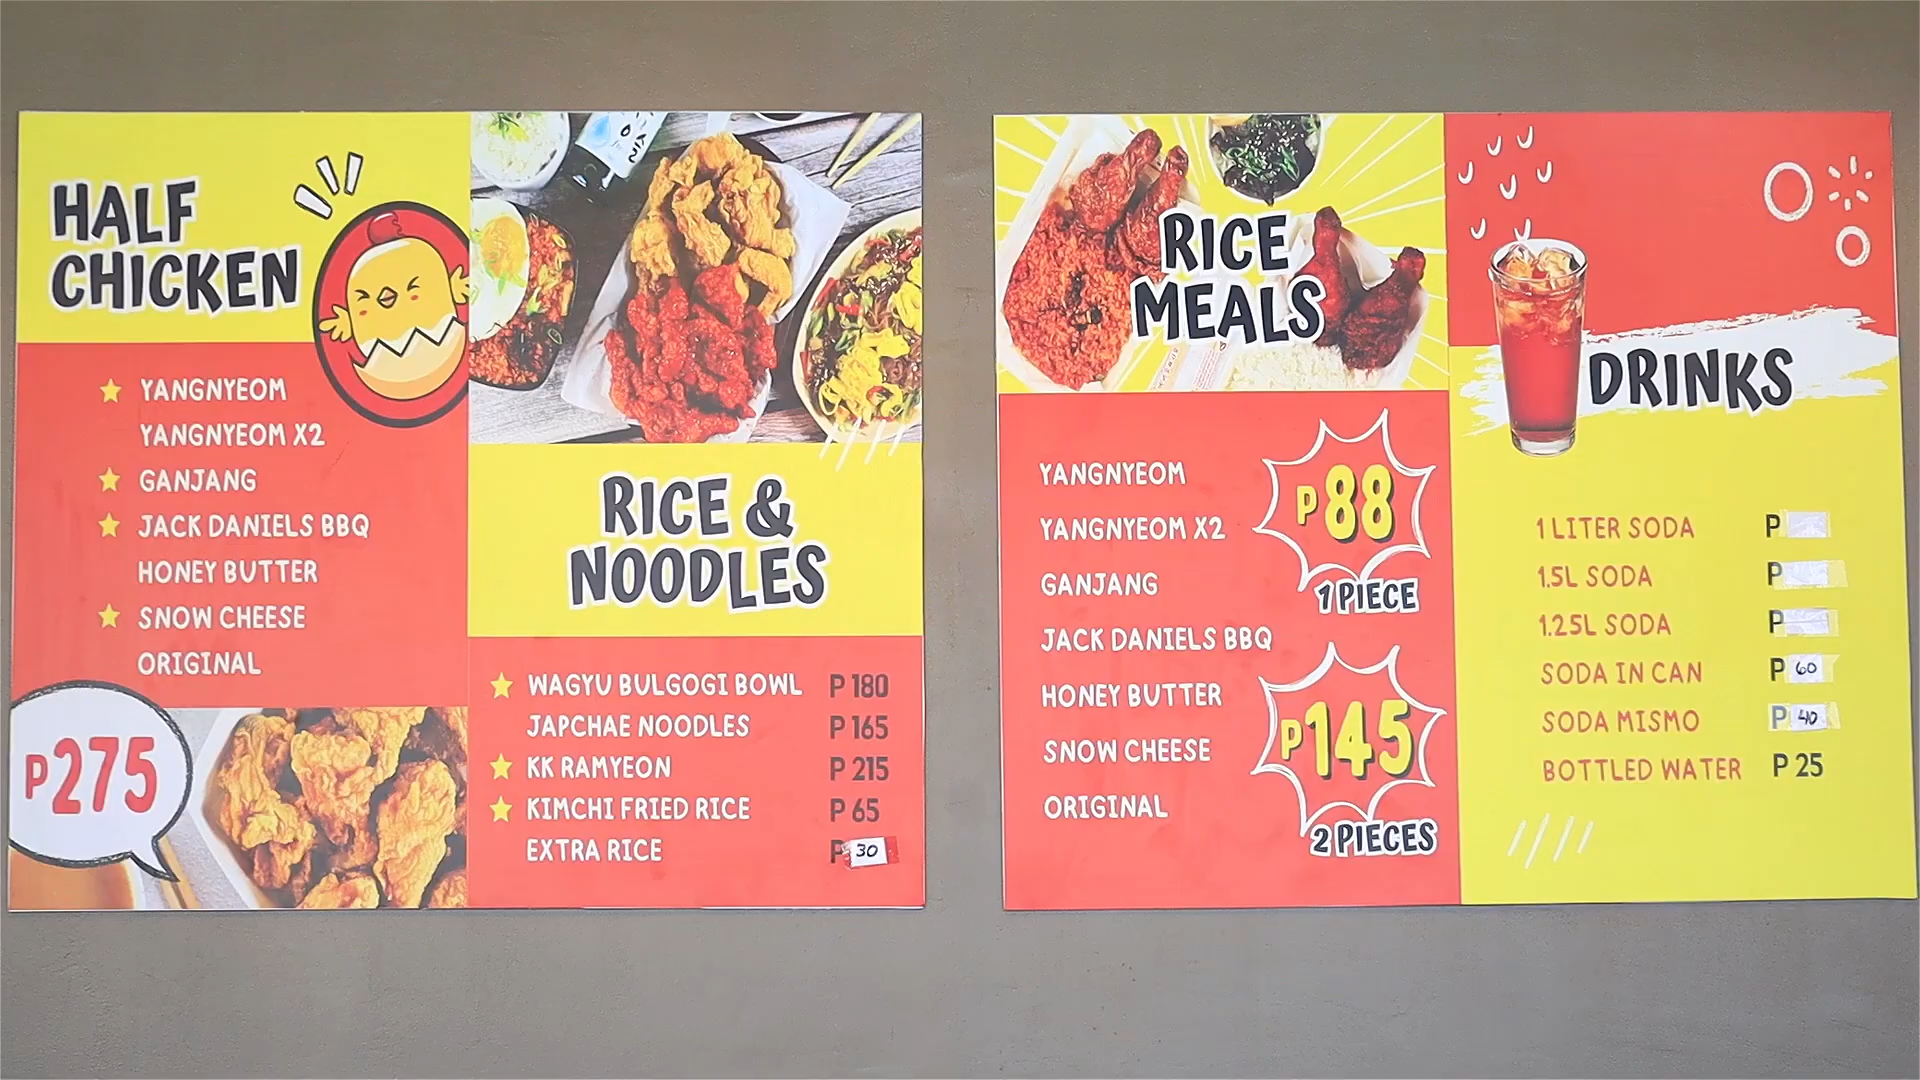 HALF
CHICKEN
YANGNYEOM
YANGNYEOM X2
GANJANG
JACK DANIELS BBQ
HONEY BUTTER
SNOW CHEESE
ORIGINAL
P275
RICE &
NOODLES
WAGYU BULGOGI BOWL P 180
JAPCHAE NOODLES P 165
KK RAMYEON P 215
KIMCHI FRIED RICE P 65
EXTRA RICE P 30
RICE
MEALS
YANGNYEOM
YANGNYEOM X2
GANJANG
JACK DANIELS BBQ
HONEY BUTTER
SNOW CHEESE
ORIGINAL
P88
1 PIECE
P145
2 PIECES
DRINKS
1 LITER SODA P
1.5L SODA P
1.25L SODA P
SODA IN CAN P 60
SODA MISMO P 40
BOTTLED WATER P 25